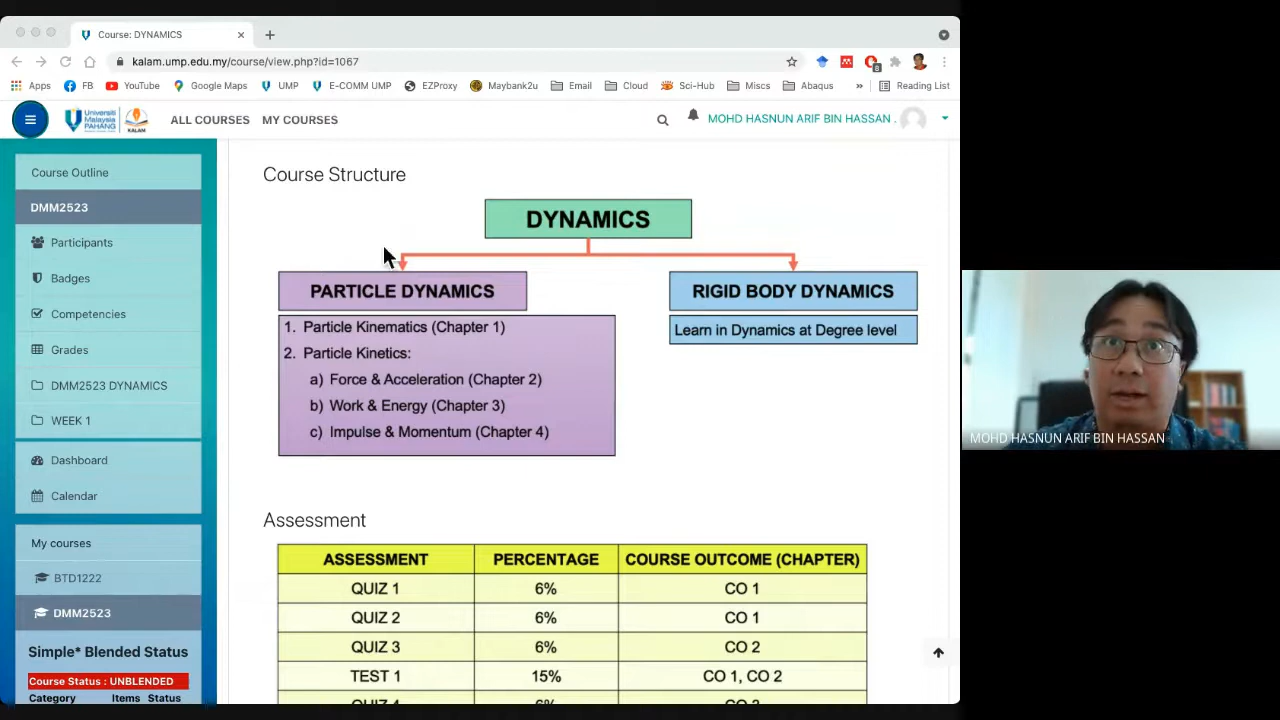 Course: DYNAMICS
kalam.ump.edu.my/course/view.php?id=1067
Apps FB YouTube Google Maps UMP E-COMM UMP EZProxy Maybank2u Email Cloud Sci-Hub Miscs Abaqus » Reading List
8
Universiti Malaysia PAHANG KALAM ALL COURSES MY COURSES MOHD HASNUN ARIF BIN HASSAN .
Course Outline
DMM2523
Participants
Badges
Competencies
Grades
DMM2523 DYNAMICS
WEEK 1
Dashboard
Calendar
My courses
BTD1222
DMM2523
Simple* Blended Status
Course Status : UNBLENDED
Category Items Status
Course Structure
DYNAMICS
PARTICLE DYNAMICS
1. Particle Kinematics (Chapter 1)
2. Particle Kinetics:
a) Force & Acceleration (Chapter 2)
b) Work & Energy (Chapter 3)
c) Impulse & Momentum (Chapter 4)
RIGID BODY DYNAMICS
Learn in Dynamics at Degree level
Assessment
ASSESSMENT PERCENTAGE COURSE OUTCOME (CHAPTER)
QUIZ 1 6% CO 1
QUIZ 2 6% CO 1
QUIZ 3 6% CO 2
TEST 1 15% CO 1, CO 2
MOHD HASNUN ARIF BIN HASSAN